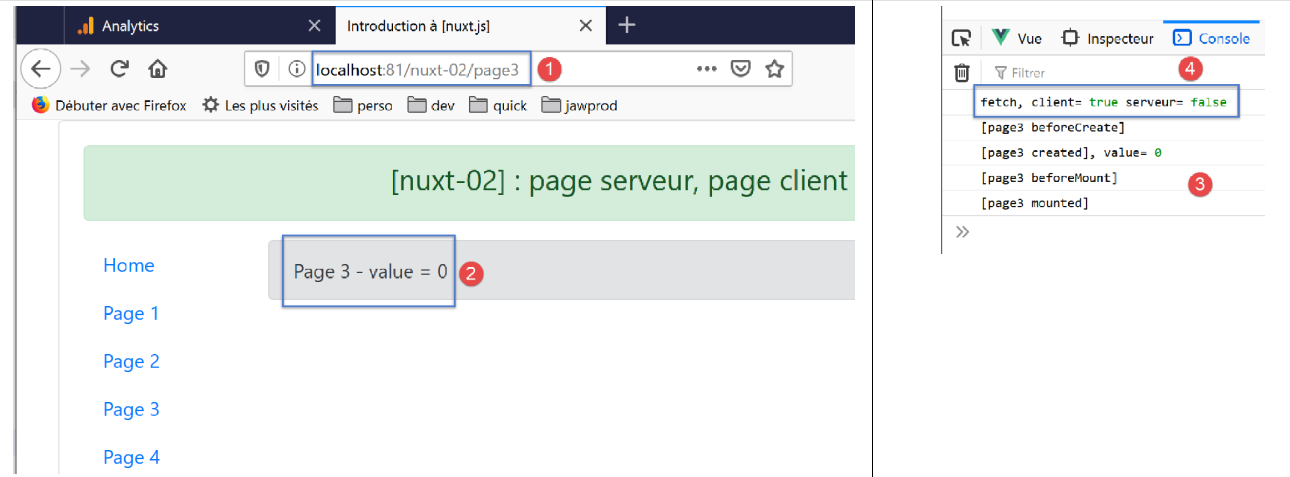 Analytics
Introduction à [nuxt.js]
localhost:81/nuxt-02/page3
1
Débuter avec Firefox
Les plus visités
perso
dev
quick
jawprod
[nuxt-02] : page serveur, page client
Home
Page 1
Page 2
Page 3
Page 4
Page 3 - value = 0
2
Vue
Inspecteur
Console
Filtrer
4
fetch, client= true serveur= false
[page3 beforeCreate]
[page3 created], value= 0
[page3 beforeMount]
3
[page3 mounted]